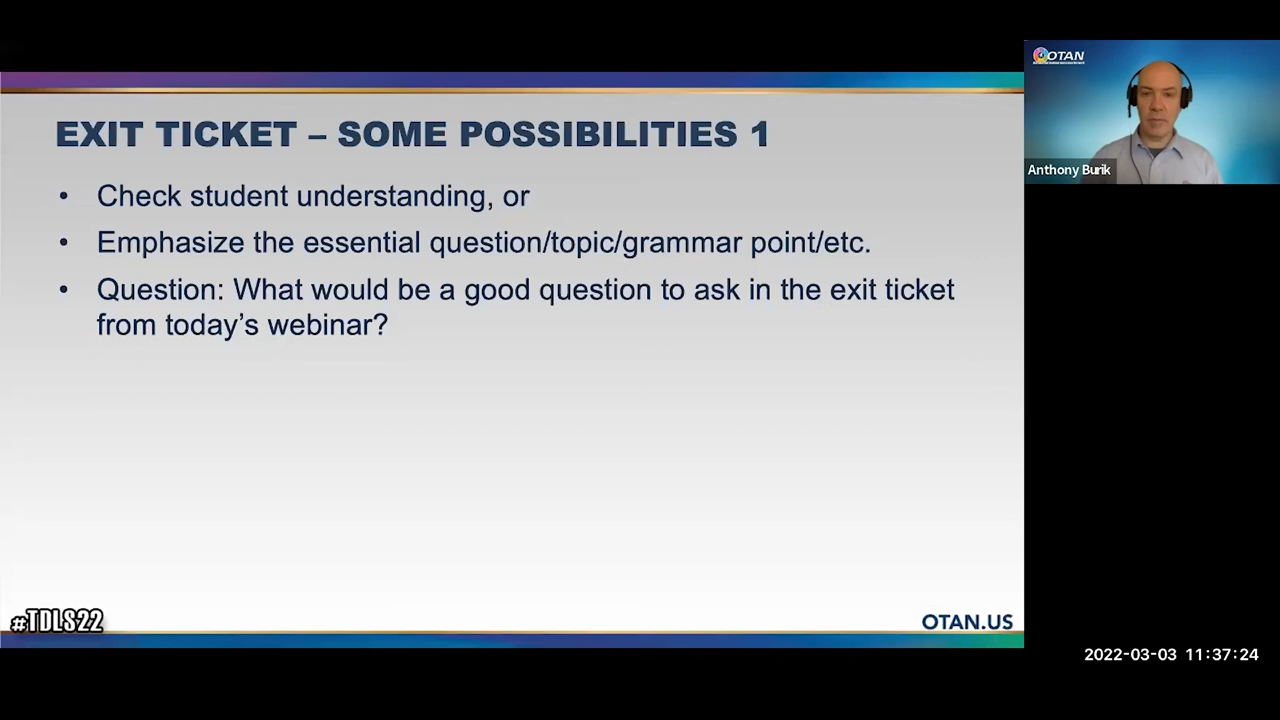 EXIT TICKET – SOME POSSIBILITIES 1
• Check student understanding, or
• Emphasize the essential question/topic/grammar point/etc.
• Question: What would be a good question to ask in the exit ticket
from today’s webinar?
#TDLS22
OTAN.US
OTAN
Anthony Burik
2022-03-03 11:37:24